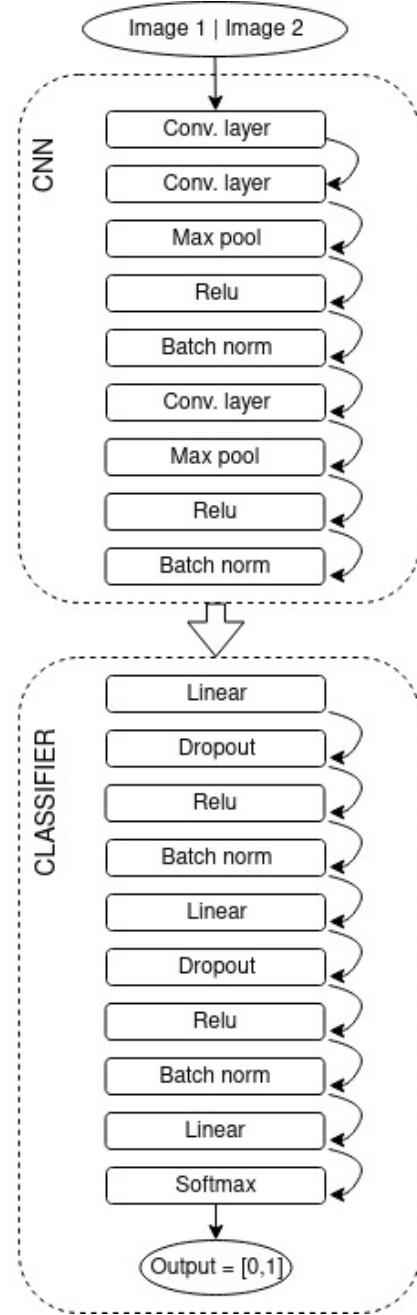 Image 1 | Image 2
CNN
Conv. layer
Conv. layer
Max pool
Relu
Batch norm
Conv. layer
Max pool
Relu
Batch norm
CLASSIFIER
Linear
Dropout
Relu
Batch norm
Linear
Dropout
Relu
Batch norm
Linear
Softmax
Output = [0,1]